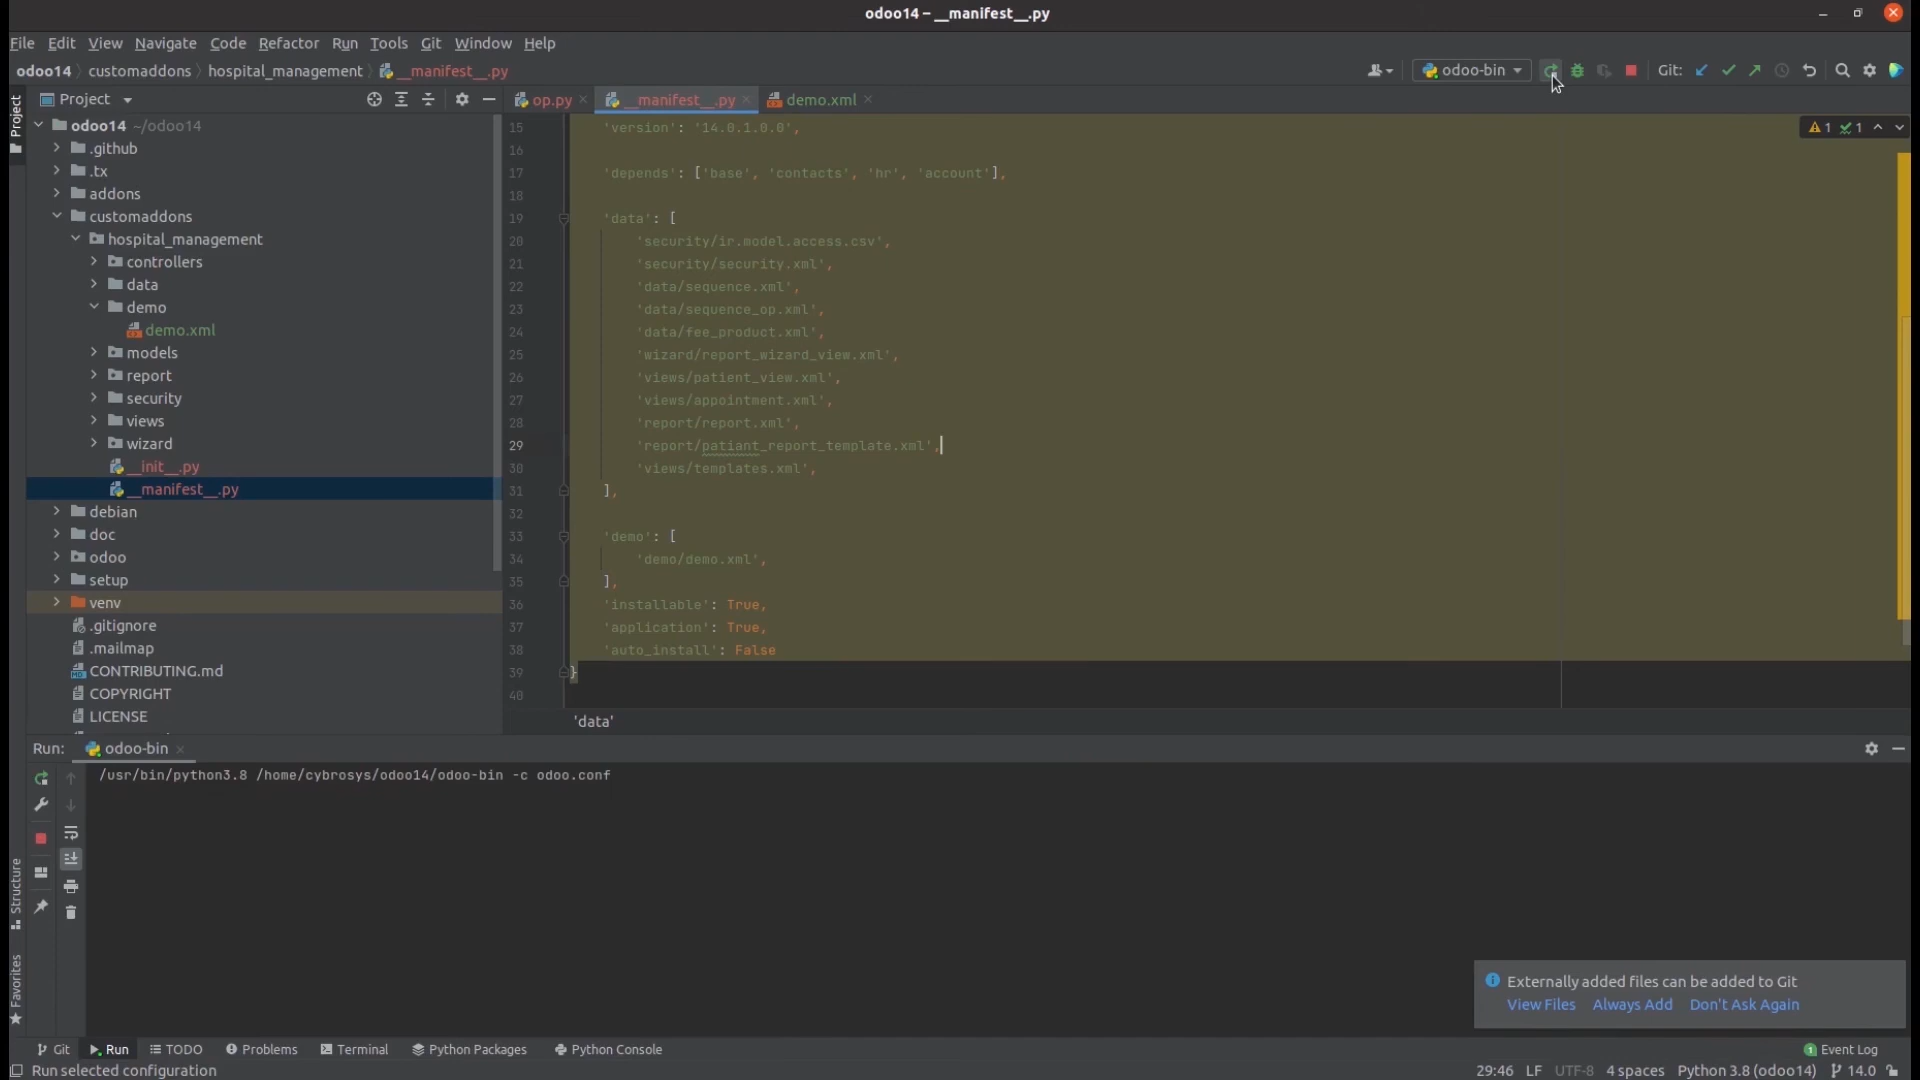 odoo14 – __manifest__.py
File Edit View Navigate Code Refactor Run Tools Git Window Help
odoo14 customaddons hospital_management __manifest__.py
odoo-bin
Git:
Project
Project
op.py
__manifest__.py
demo.xml
odoo14 ~/odoo14
.github
.tx
addons
customaddons
hospital_management
controllers
data
demo
demo.xml
models
report
security
views
wizard
__init__.py
__manifest__.py
debian
doc
odoo
setup
venv
.gitignore
.mailmap
CONTRIBUTING.md
COPYRIGHT
LICENSE
1 1
15 'version': '14.0.1.0.0',
16
17 'depends': ['base', 'contacts', 'hr', 'account'],
18
19 'data': [
20 'security/ir.model.access.csv',
21 'security/security.xml',
22 'data/sequence.xml',
23 'data/sequence_op.xml',
24 'data/fee_product.xml',
25 'wizard/report_wizard_view.xml',
26 'views/patient_view.xml',
27 'views/appointment.xml',
28 'report/report.xml',
29 'report/patiant_report_template.xml',
30 'views/templates.xml',
31 ],
32
33 'demo': [
34 'demo/demo.xml',
35 ],
36 'installable': True,
37 'application': True,
38 'auto_install': False
39 }
40
'data'
Run: odoo-bin
/usr/bin/python3.8 /home/cybrosys/odoo14/odoo-bin -c odoo.conf
Structure
Favorites
Externally added files can be added to Git
View Files Always Add Don't Ask Again
Git Run TODO Problems Terminal Python Packages Python Console
1 Event Log
Run selected configuration
29:46 LF UTF-8 4 spaces Python 3.8 (odoo14) 14.0